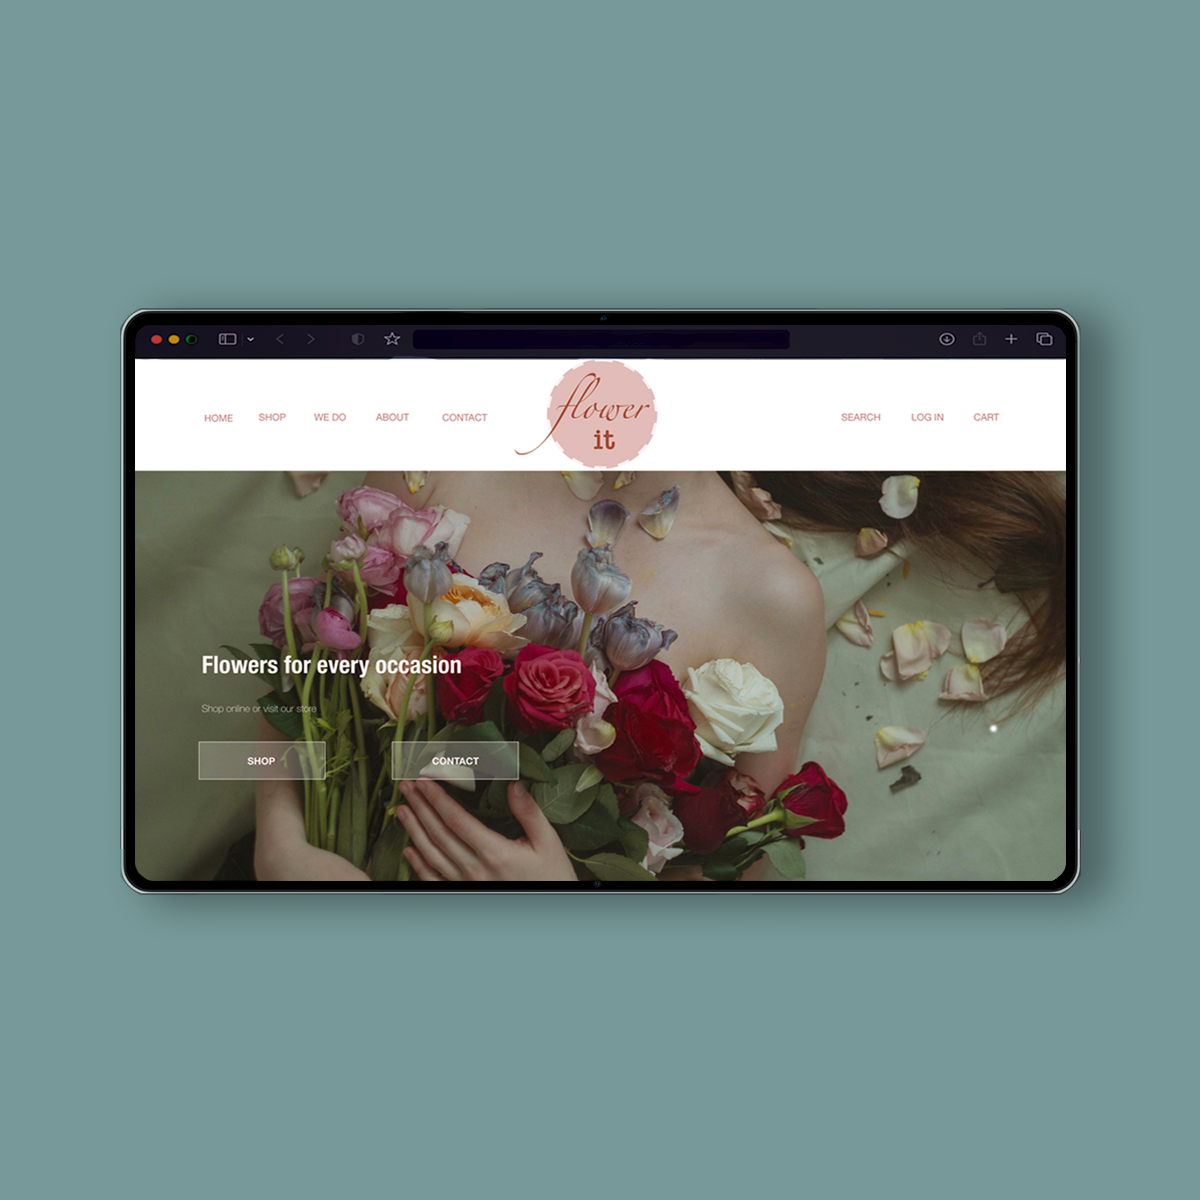 HOME SHOP WE DO ABOUT CONTACT
flower
it
SEARCH LOG IN CART
Flowers for every occasion
Shop online or visit our store
SHOP CONTACT